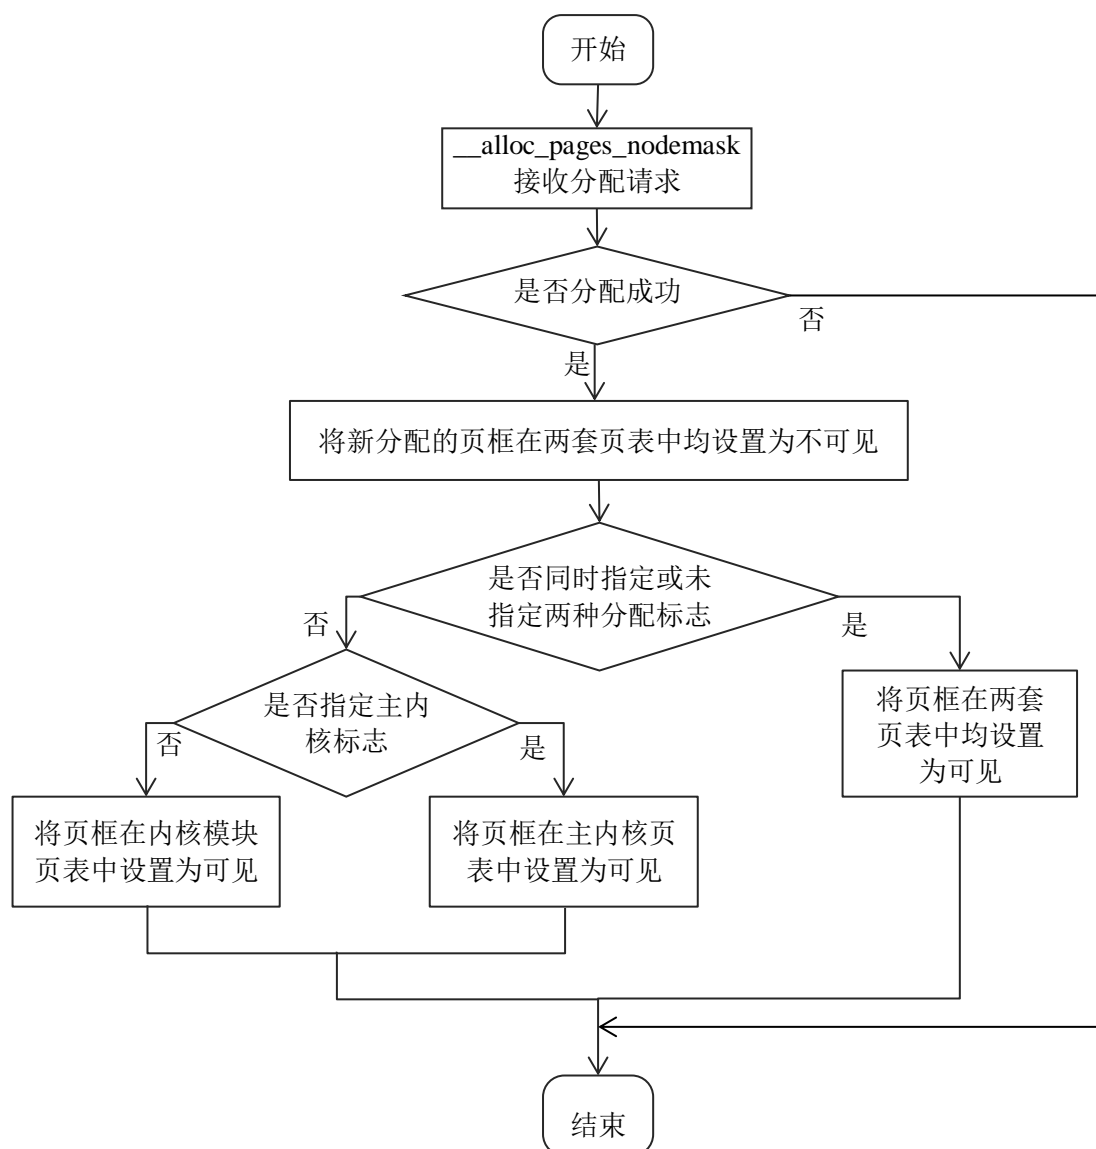 开始
__alloc_pages_nodemask
接收分配请求
是否分配成功
否
是
将新分配的页框在两套页表中均设置为不可见
是否同时指定或未
指定两种分配标志
否
是
是否指定主内
核标志
否
是
将页框在两套
页表中均设置
为可见
将页框在内核模块
页表中设置为可见
将页框在主内核页
表中设置为可见
结束